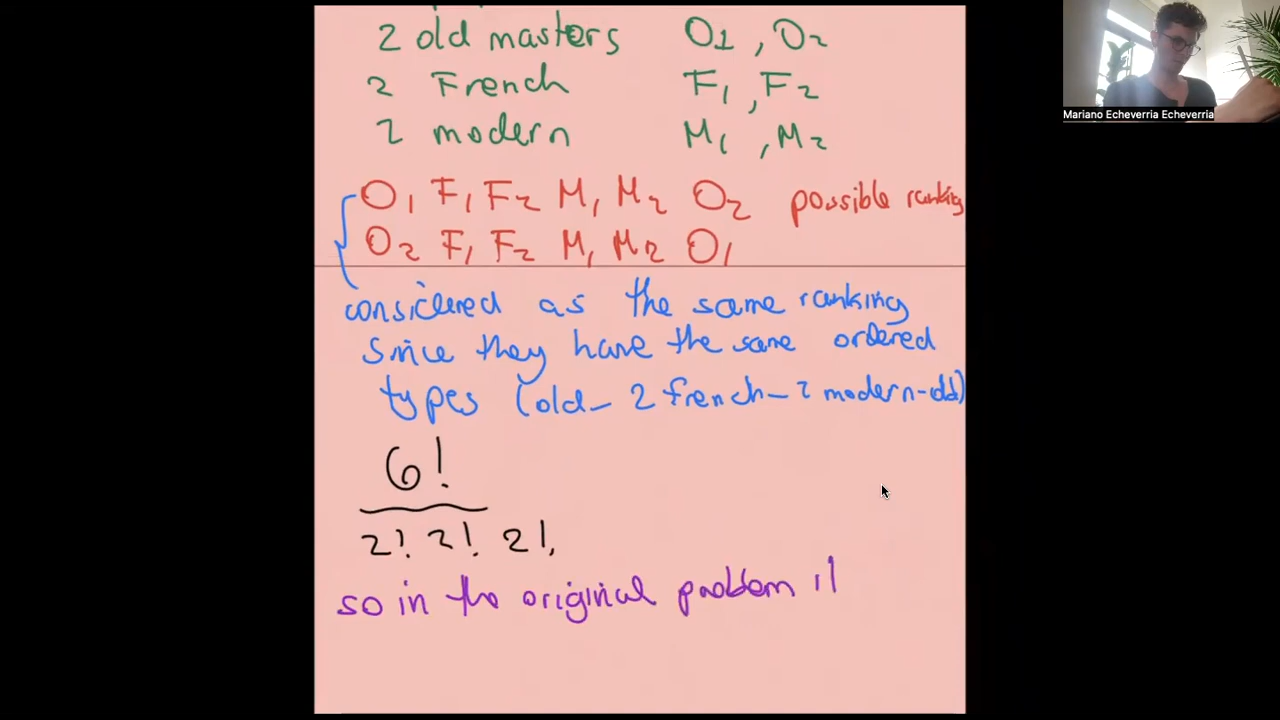 2 old masters O1, O2
2 French F1, F2
2 modern M1, M2
O1 F1 F2 M1 M2 O2 possible ranking
O2 F1 F2 M1 M2 O1
considered as the same ranking
since they have the same ordered
types (old - 2 french - 2 modern - old)
6!
2! 2! 2!,
so in the original problem it
Mariano Echeverria Echeverria